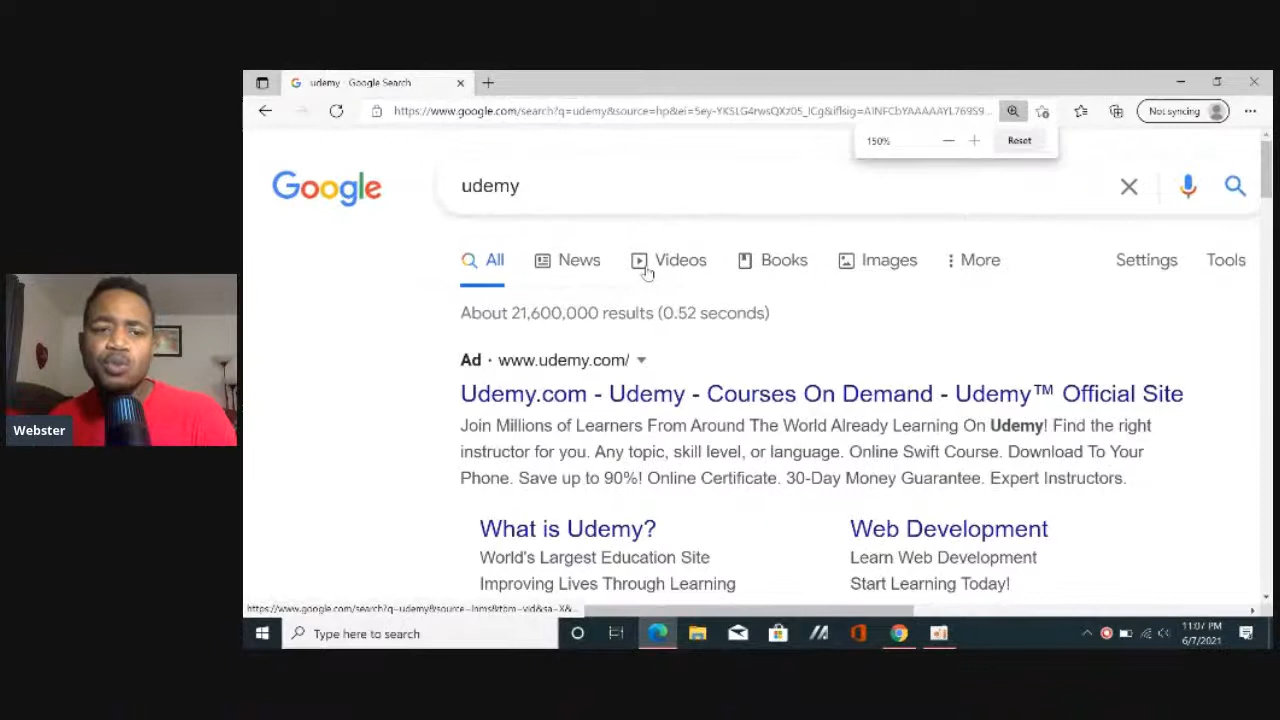 udemy - Google Search
Not syncing
150%
Reset
Google
udemy
All
News
Videos
Books
Images
More
Settings
Tools
About 21,600,000 results (0.52 seconds)
Ad · www.udemy.com/
Udemy.com - Udemy - Courses On Demand - Udemy™ Official Site
Join Millions of Learners From Around The World Already Learning On Udemy! Find the right
instructor for you. Any topic, skill level, or language. Online Swift Course. Download To Your
Phone. Save up to 90%! Online Certificate. 30-Day Money Guarantee. Expert Instructors.
What is Udemy?
World's Largest Education Site
Improving Lives Through Learning
Web Development
Learn Web Development
Start Learning Today!
Webster
Type here to search
11:07 PM
6/7/2021